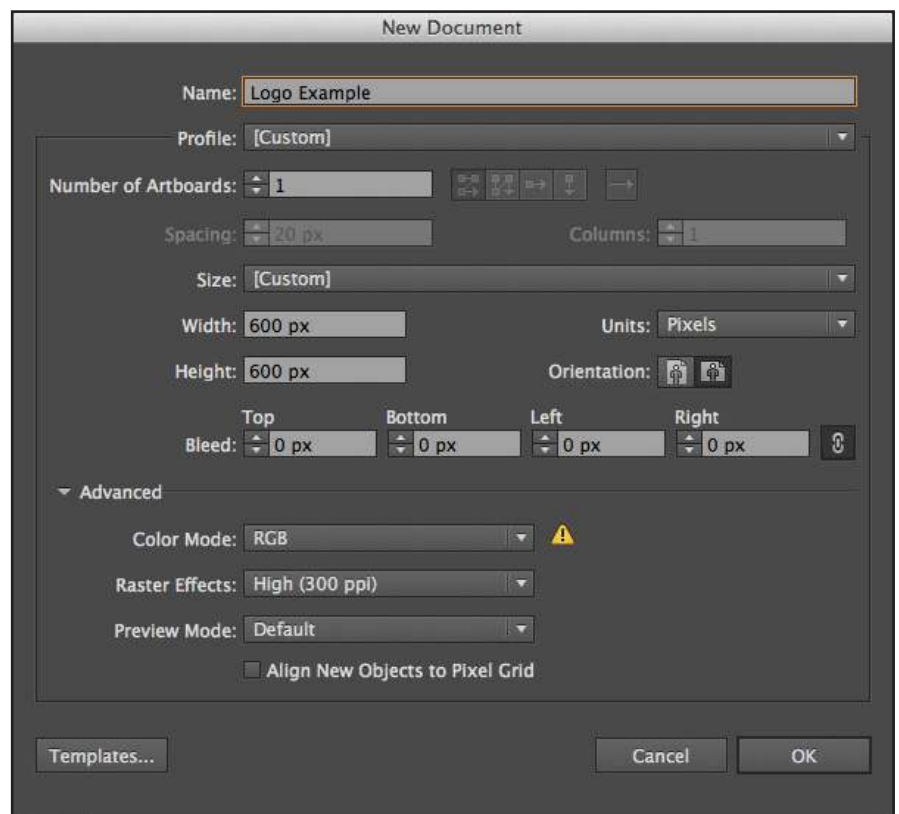 New Document
Name: Logo Example
Profile: [Custom]
Number of Artboards: 1
Spacing: 20 px Columns: 1
Size: [Custom]
Width: 600 px Units: Pixels
Height: 600 px Orientation:
Top Bottom Left Right
Bleed: 0 px 0 px 0 px 0 px
Advanced
Color Mode: RGB
Raster Effects: High (300 ppi)
Preview Mode: Default
Align New Objects to Pixel Grid
Templates... Cancel OK